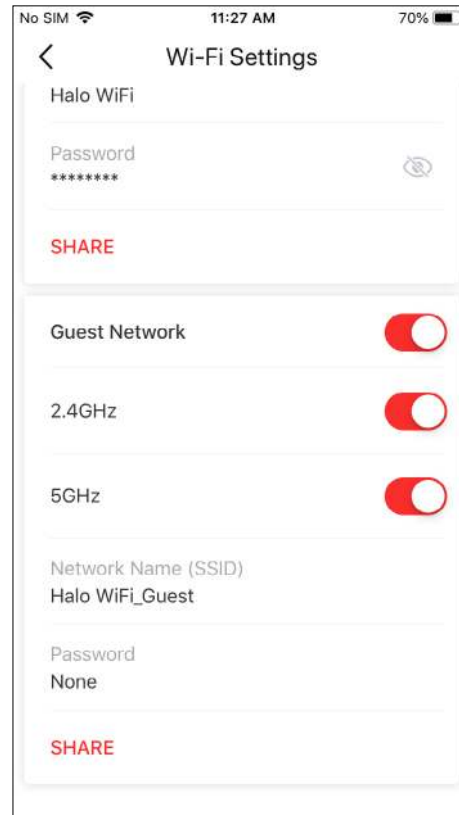 No SIM 11:27 AM 70%
Wi-Fi Settings
Halo WiFi
Password
********
SHARE
Guest Network
2.4GHz
5GHz
Network Name (SSID)
Halo WiFi_Guest
Password
None
SHARE